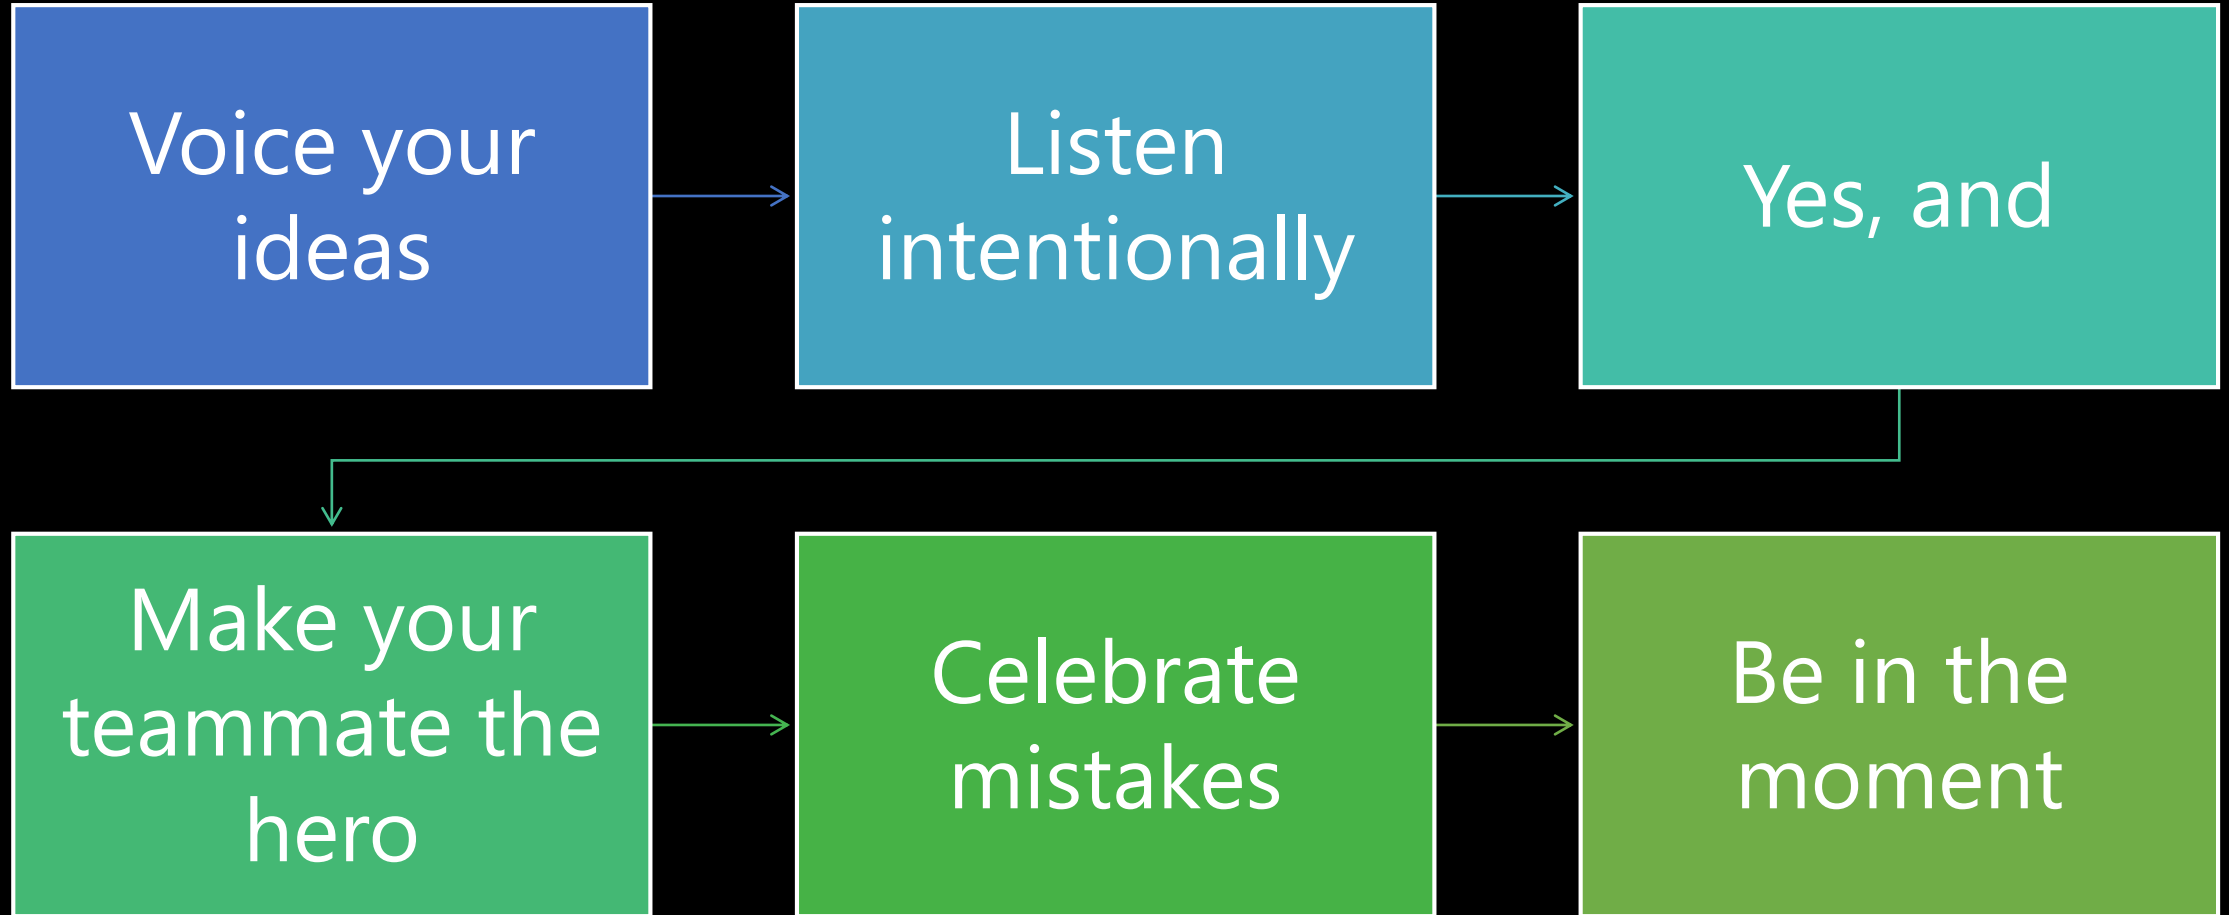 Voice your
ideas
Listen
intentionally
Yes, and
Make your
teammate the
hero
Celebrate
mistakes
Be in the
moment